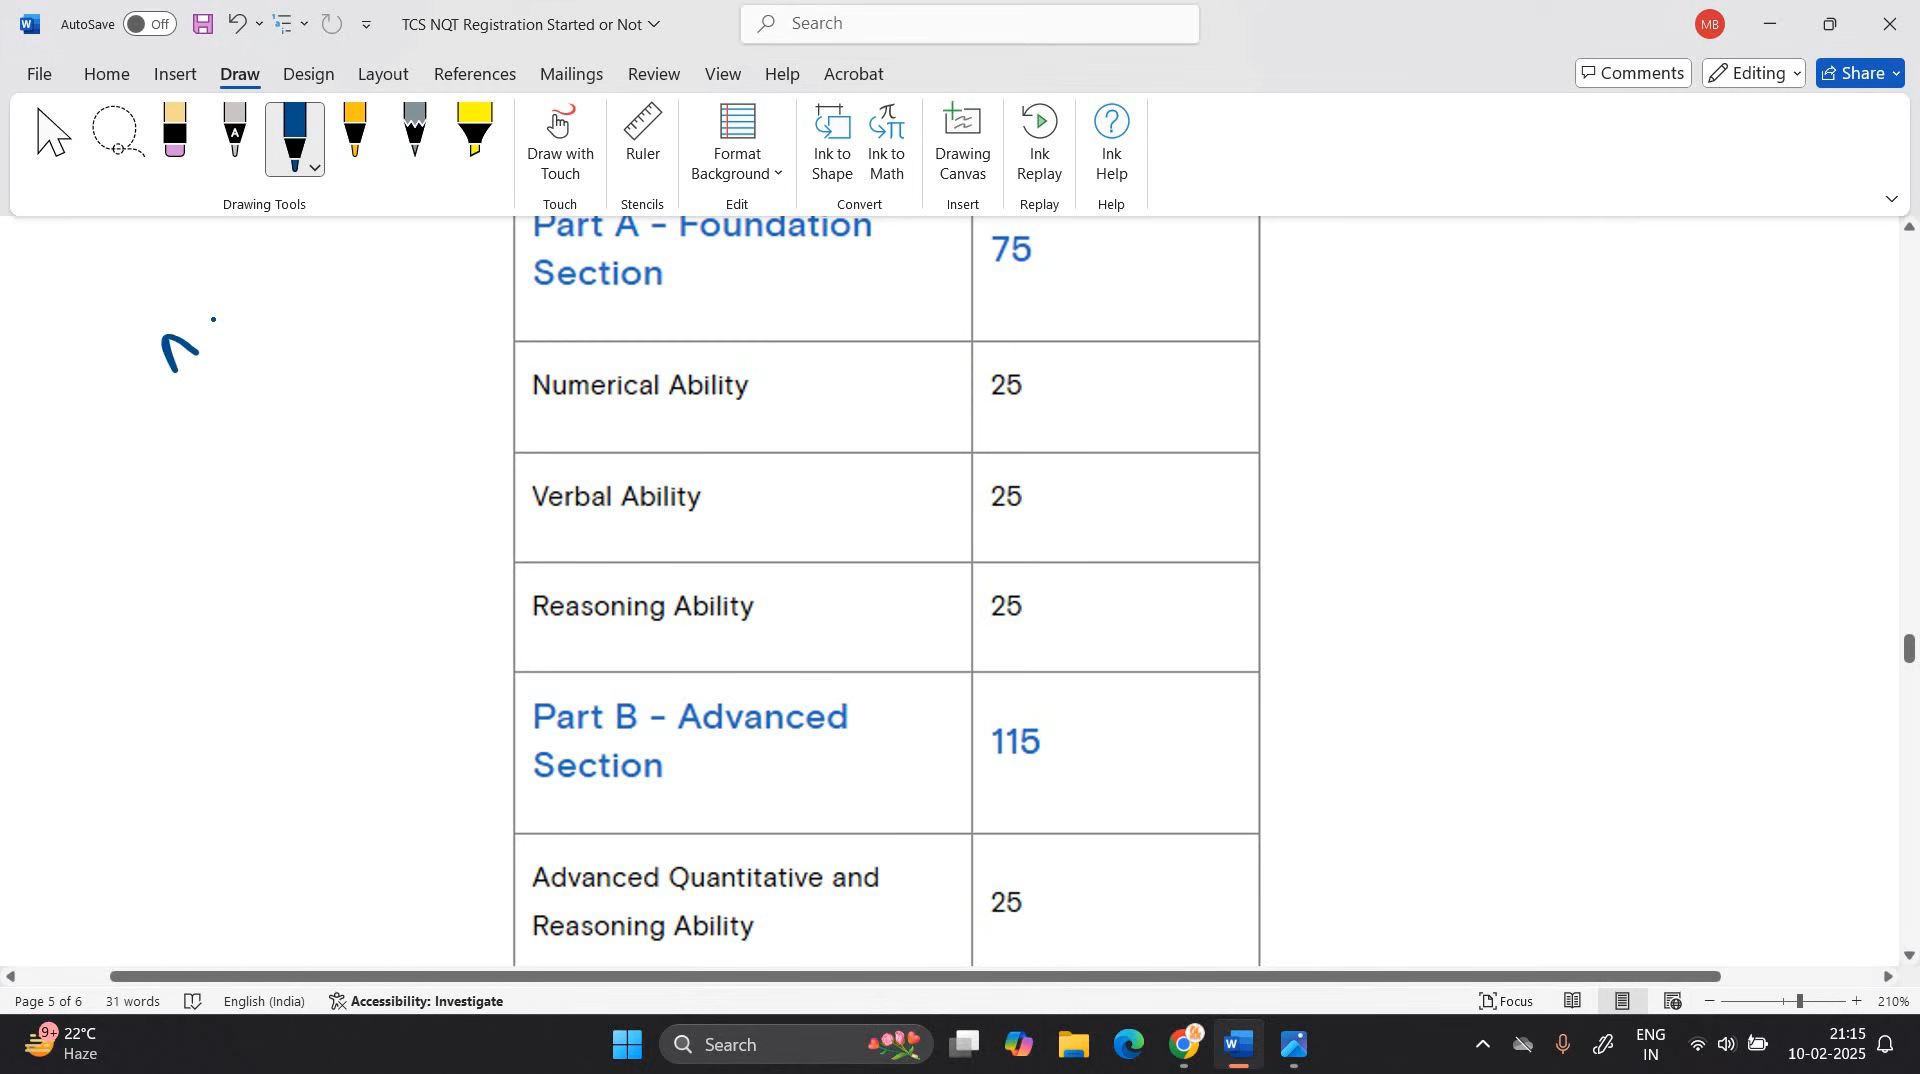 AutoSave Off TCS NQT Registration Started or Not Search MB
File Home Insert Draw Design Layout References Mailings Review View Help Acrobat Comments Editing Share
A
Draw with Touch Ruler Format Background Ink to Shape Ink to Math Drawing Canvas Ink Replay Ink Help
Drawing Tools Touch Stencils Edit Convert Insert Replay Help
Part A - Foundation
Section 75
Numerical Ability 25
Verbal Ability 25
Reasoning Ability 25
Part B - Advanced
Section 115
Advanced Quantitative and
Reasoning Ability 25
Page 5 of 6 31 words English (India) Accessibility: Investigate Focus 210%
9+ 22°C Haze Search ENG IN 21:15 10-02-2025